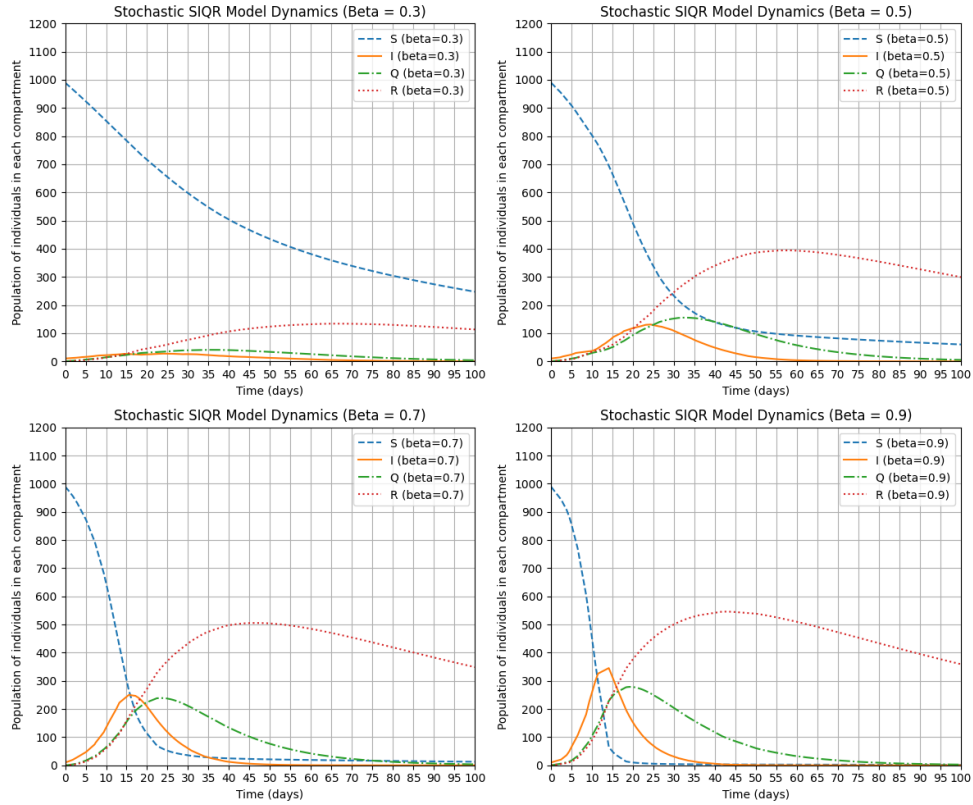 Stochastic SIQR Model Dynamics (Beta = 0.3)
Population of individuals in each compartment
1200
1100
1000
900
800
700
600
500
400
300
200
100
0
S (beta=0.3)
I (beta=0.3)
Q (beta=0.3)
R (beta=0.3)
0 5 10 15 20 25 30 35 40 45 50 55 60 65 70 75 80 85 90 95 100
Time (days)
Stochastic SIQR Model Dynamics (Beta = 0.5)
Population of individuals in each compartment
1200
1100
1000
900
800
700
600
500
400
300
200
100
0
S (beta=0.5)
I (beta=0.5)
Q (beta=0.5)
R (beta=0.5)
0 5 10 15 20 25 30 35 40 45 50 55 60 65 70 75 80 85 90 95 100
Time (days)
Stochastic SIQR Model Dynamics (Beta = 0.7)
Population of individuals in each compartment
1200
1100
1000
900
800
700
600
500
400
300
200
100
0
S (beta=0.7)
I (beta=0.7)
Q (beta=0.7)
R (beta=0.7)
0 5 10 15 20 25 30 35 40 45 50 55 60 65 70 75 80 85 90 95 100
Time (days)
Stochastic SIQR Model Dynamics (Beta = 0.9)
Population of individuals in each compartment
1200
1100
1000
900
800
700
600
500
400
300
200
100
0
S (beta=0.9)
I (beta=0.9)
Q (beta=0.9)
R (beta=0.9)
0 5 10 15 20 25 30 35 40 45 50 55 60 65 70 75 80 85 90 95 100
Time (days)